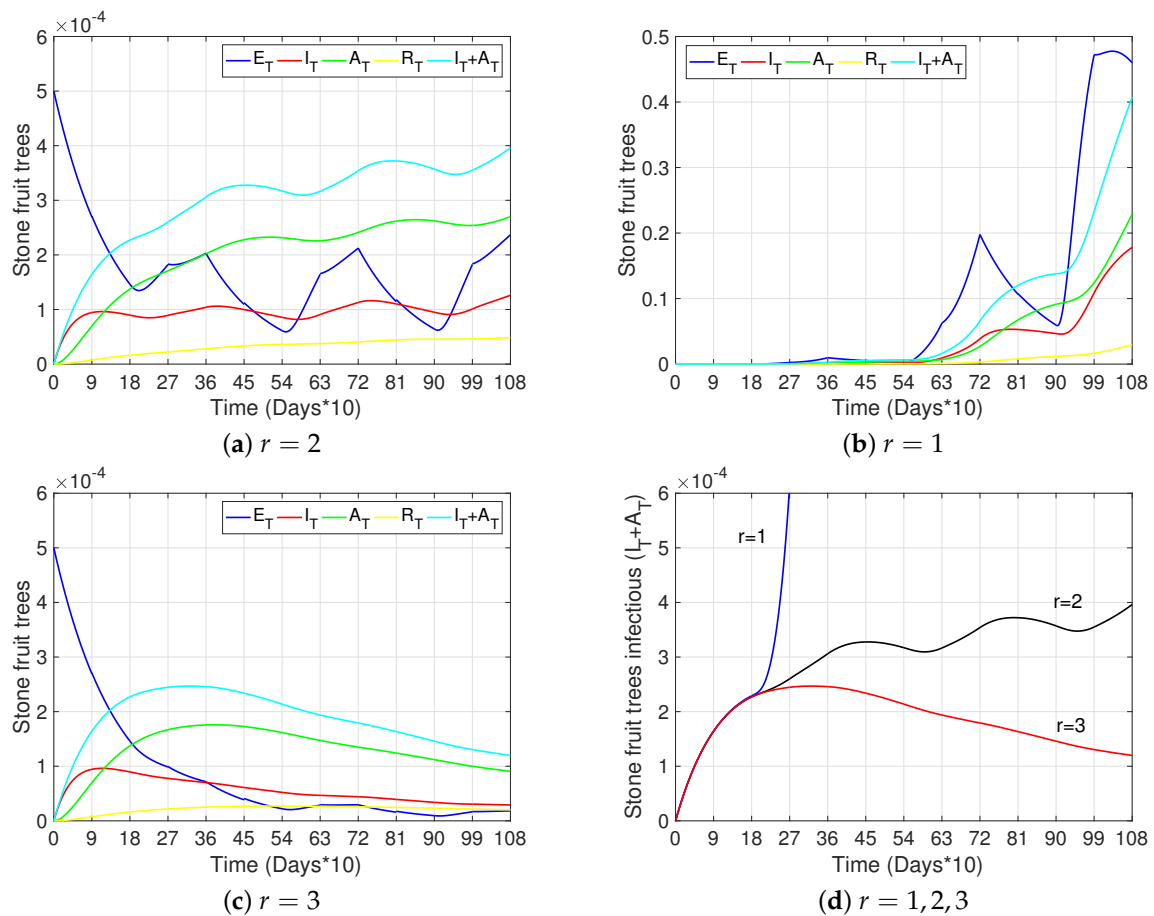 ×10⁻⁴
6
5
4
3
2
1
0
Stone fruit trees
E_T I_T A_T R_T I_T+A_T
0 9 18 27 36 45 54 63 72 81 90 99 108
Time (Days*10)
(a) r = 2
0.5
0.4
0.3
0.2
0.1
0
Stone fruit trees
E_T I_T A_T R_T I_T+A_T
0 9 18 27 36 45 54 63 72 81 90 99 108
Time (Days*10)
(b) r = 1
×10⁻⁴
6
5
4
3
2
1
0
Stone fruit trees
E_T I_T A_T R_T I_T+A_T
0 9 18 27 36 45 54 63 72 81 90 99 108
Time (Days*10)
(c) r = 3
×10⁻⁴
6
5
4
3
2
1
0
Stone fruit trees infectious (I_T+A_T)
r=1
r=2
r=3
0 9 18 27 36 45 54 63 72 81 90 99 108
Time (Days*10)
(d) r = 1, 2, 3